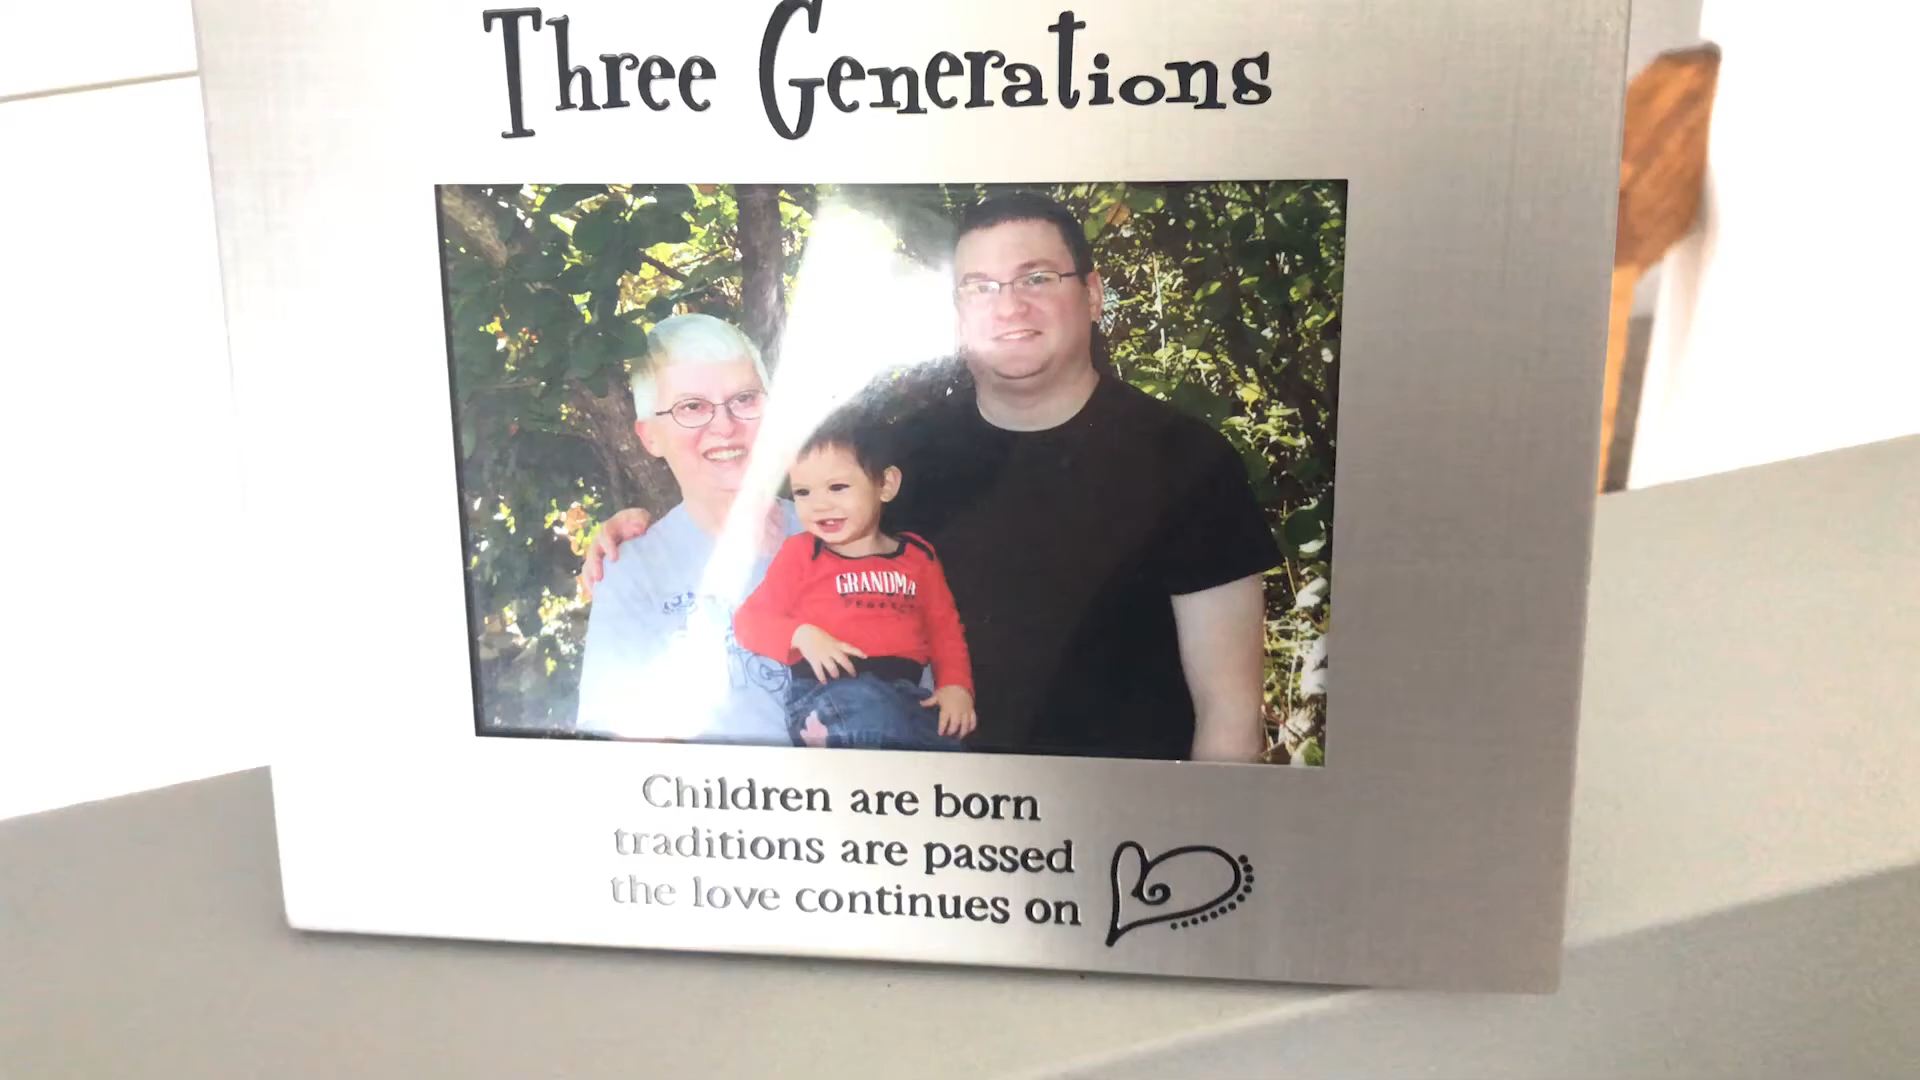 Three Generations
GRANDMA
Children are born
traditions are passed
the love continues on